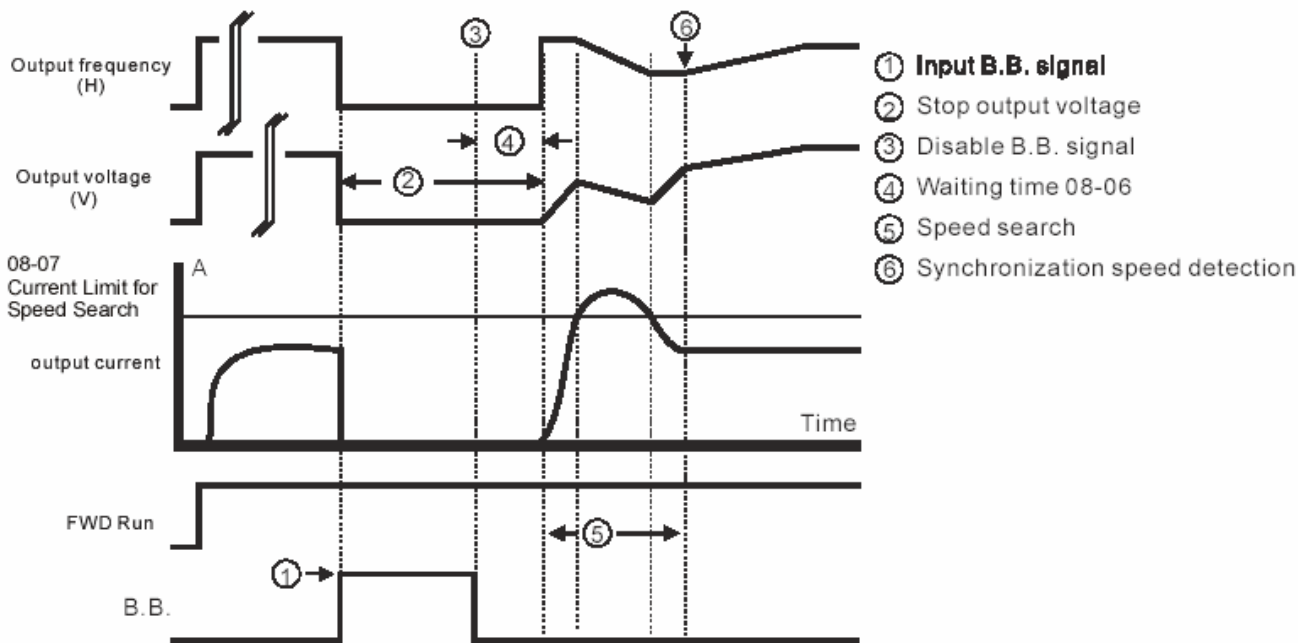 Output frequency
(H)
③
⑥
④
Output voltage
(V)
②
① Input B.B. signal
② Stop output voltage
③ Disable B.B. signal
④ Waiting time 08-06
⑤ Speed search
⑥ Synchronization speed detection
08-07
Current Limit for
Speed Search
A
output current
Time
FWD Run
⑤
①
B.B.